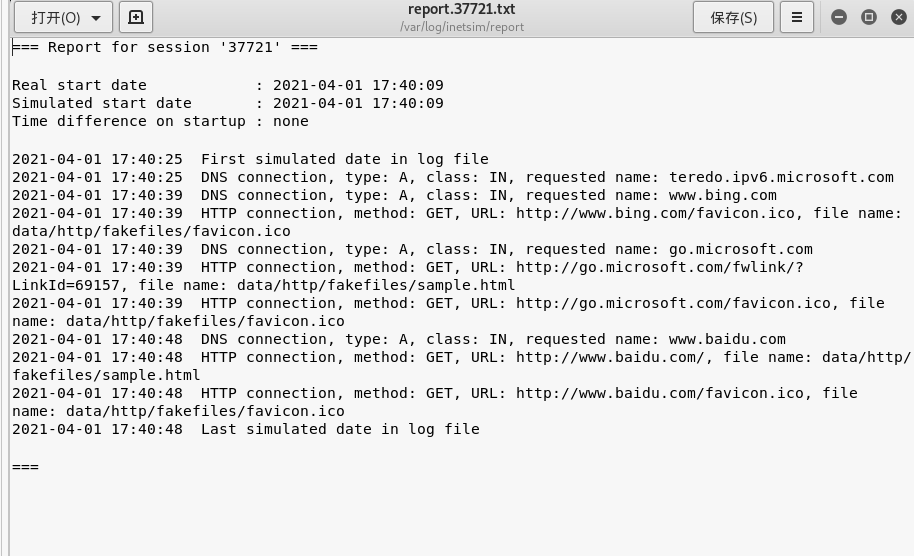 打开(O)
report.37721.txt
/var/log/inetsim/report
保存(S)
=== Report for session '37721' ===
Real start date            : 2021-04-01 17:40:09
Simulated start date       : 2021-04-01 17:40:09
Time difference on startup : none
2021-04-01 17:40:25  First simulated date in log file
2021-04-01 17:40:25  DNS connection, type: A, class: IN, requested name: teredo.ipv6.microsoft.com
2021-04-01 17:40:39  DNS connection, type: A, class: IN, requested name: www.bing.com
2021-04-01 17:40:39  HTTP connection, method: GET, URL: http://www.bing.com/favicon.ico, file name:
data/http/fakefiles/favicon.ico
2021-04-01 17:40:39  DNS connection, type: A, class: IN, requested name: go.microsoft.com
2021-04-01 17:40:39  HTTP connection, method: GET, URL: http://go.microsoft.com/fwlink/?
LinkId=69157, file name: data/http/fakefiles/sample.html
2021-04-01 17:40:39  HTTP connection, method: GET, URL: http://go.microsoft.com/favicon.ico, file
name: data/http/fakefiles/favicon.ico
2021-04-01 17:40:48  DNS connection, type: A, class: IN, requested name: www.baidu.com
2021-04-01 17:40:48  HTTP connection, method: GET, URL: http://www.baidu.com/, file name: data/http/
fakefiles/sample.html
2021-04-01 17:40:48  HTTP connection, method: GET, URL: http://www.baidu.com/favicon.ico, file
name: data/http/fakefiles/favicon.ico
2021-04-01 17:40:48  Last simulated date in log file
===